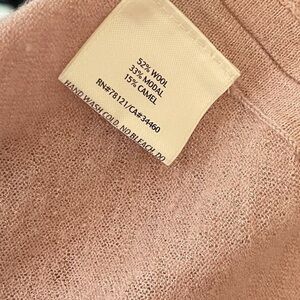 52% WOOL
33% MODAL
15% CAMEL
RN#78121/CA#34460
HAND WASH COLD. NO BLEACH. DO